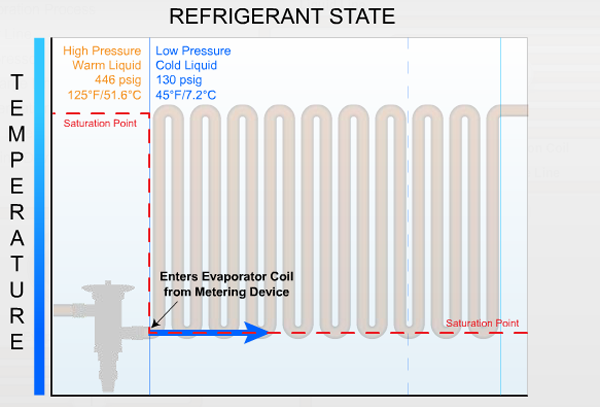 REFRIGERANT STATE
TEMPERATURE
High Pressure
Warm Liquid
446 psig
125°F/51.6°C
Low Pressure
Cold Liquid
130 psig
45°F/7.2°C
Saturation Point
Enters Evaporator Coil
from Metering Device
Saturation Point